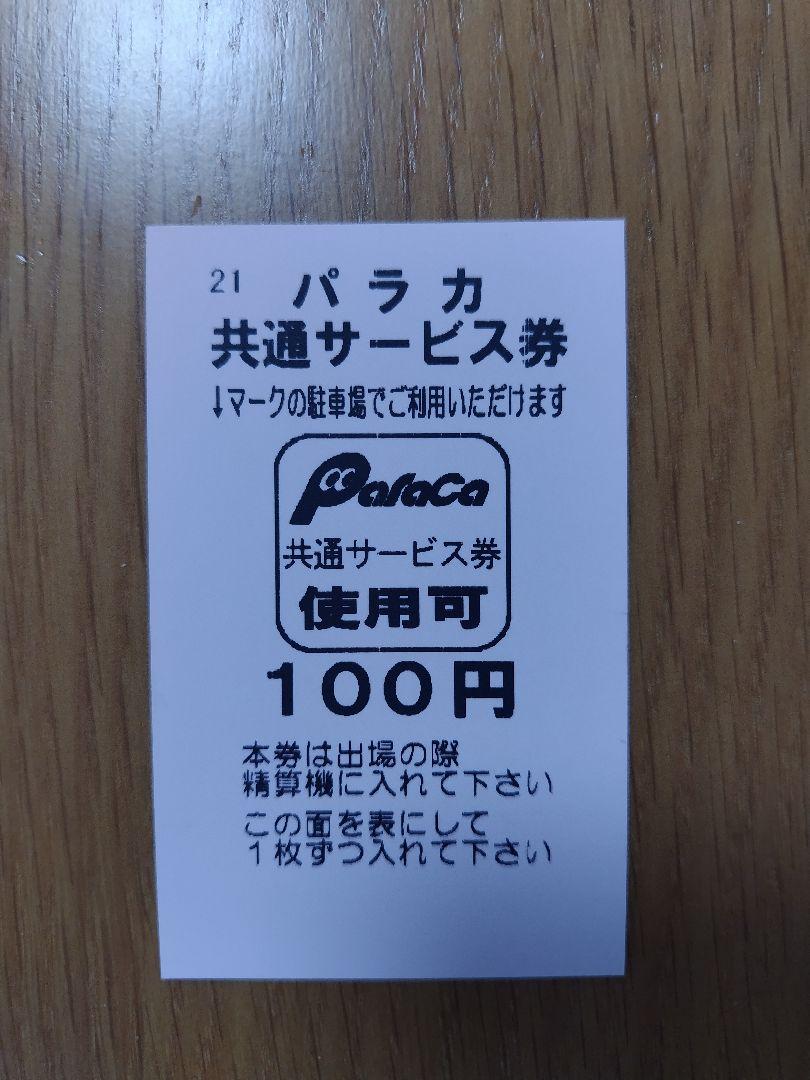 21 パラカ
共通サービス券
↓マークの駐車場でご利用いただけます
Paraca
共通サービス券
使用可
100円
本券は出場の際
精算機に入れて下さい
この面を表にして
1枚ずつ入れて下さい